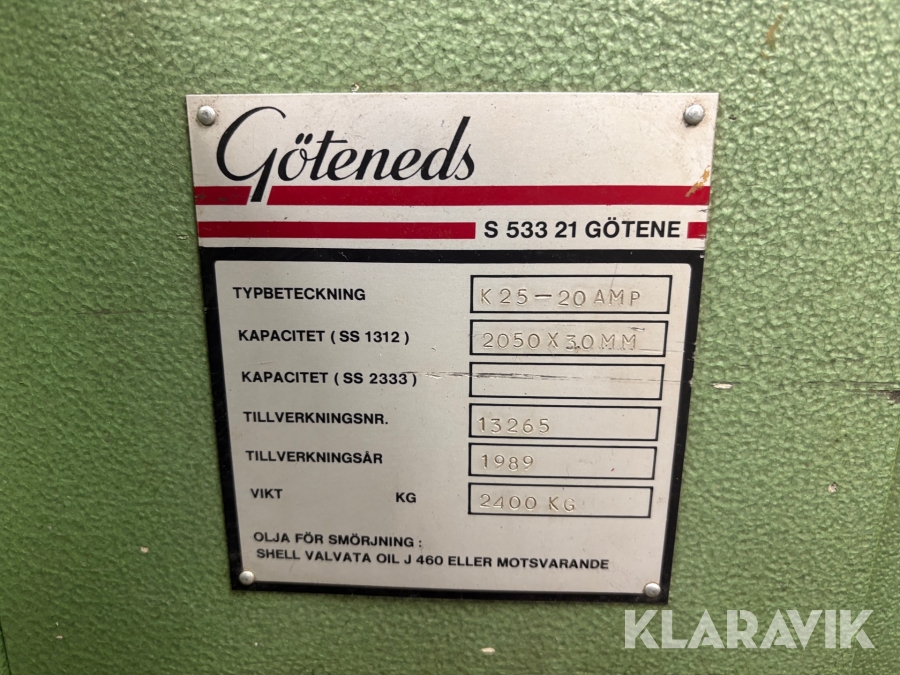 Göteneds
S 533 21 GÖTENE
TYPBETECKNING K 25-20 AMP
KAPACITET ( SS 1312 ) 2050 X 3.0 MM
KAPACITET ( SS 2333 )
TILLVERKNINGSNR. 13265
TILLVERKNINGSÅR 1989
VIKT KG 2400 KG
OLJA FÖR SMÖRJNING :
SHELL VALVATA OIL J 460 ELLER MOTSVARANDE
KLARAVIK